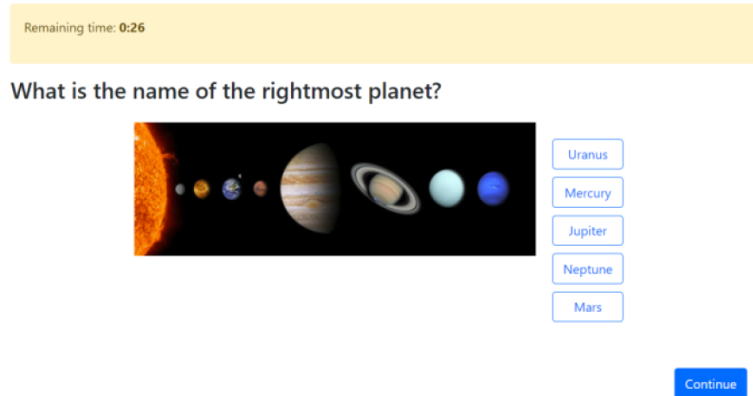 Remaining time: 0:26
What is the name of the rightmost planet?
Uranus
Mercury
Jupiter
Neptune
Mars
Continue